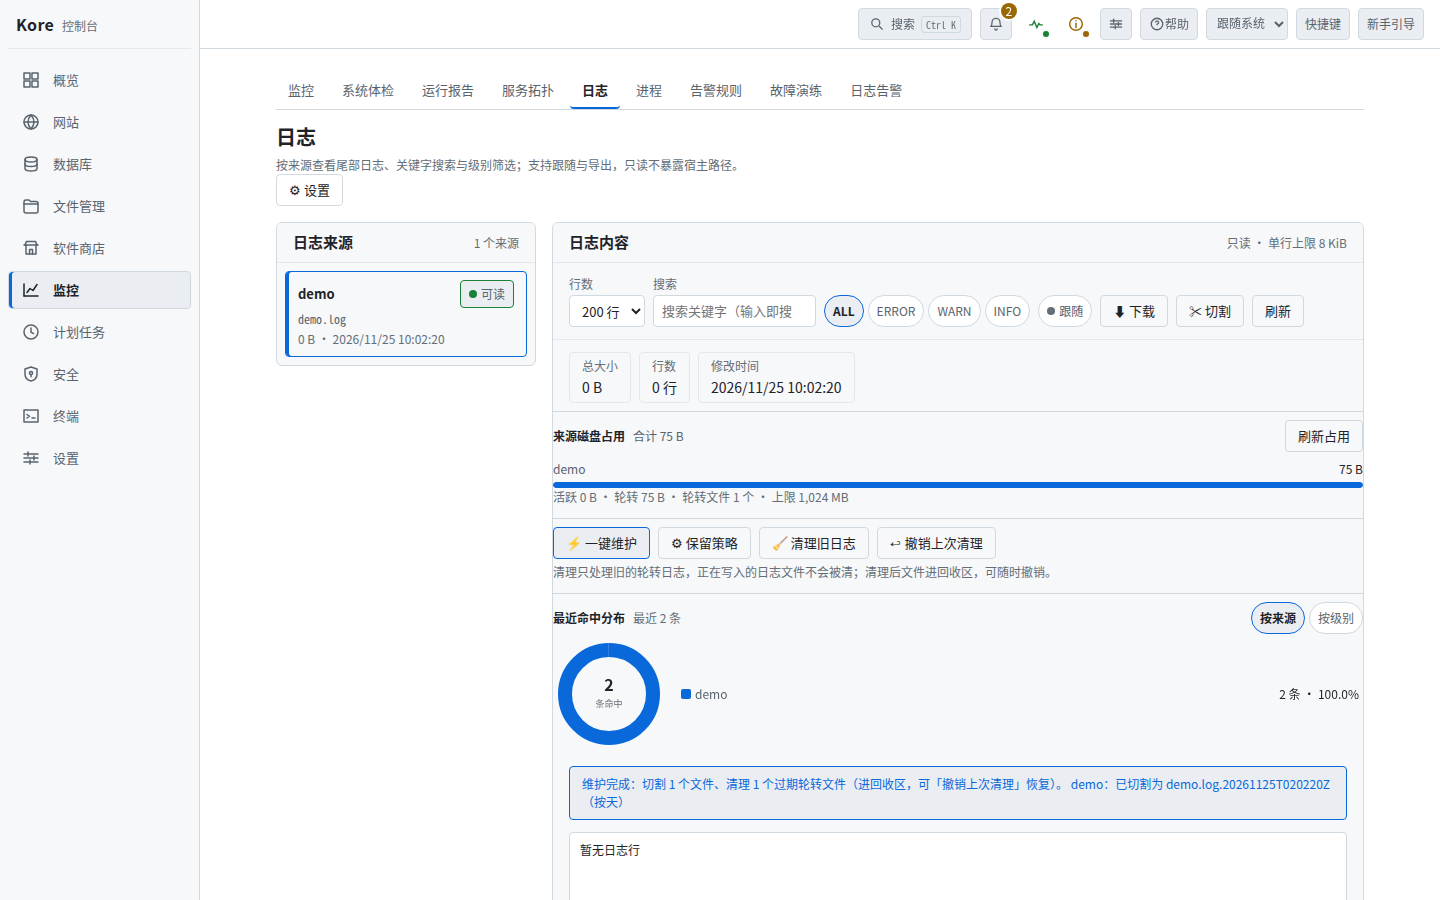 Kore 控制台
搜索 Ctrl K
2
帮助
跟随系统
快捷键
新手引导
概览
网站
数据库
文件管理
软件商店
监控
计划任务
安全
终端
设置
监控 系统体检 运行报告 服务拓扑 日志 进程 告警规则 故障演练 日志告警
日志
按来源查看尾部日志、关键字搜索与级别筛选；支持跟随与导出，只读不暴露宿主路径。
⚙ 设置
日志来源 1 个来源
demo 可读
demo.log
0 B · 2026/11/25 10:02:20
日志内容 只读 · 单行上限 8 KiB
行数 搜索
200 行 搜索关键字（输入即搜 ALL ERROR WARN INFO 跟随 ⬇ 下载 ✂ 切割 刷新
总大小 行数 修改时间
0 B 0 行 2026/11/25 10:02:20
来源磁盘占用 合计 75 B 刷新占用
demo 75 B
活跃 0 B · 轮转 75 B · 轮转文件 1 个 · 上限 1,024 MB
⚡ 一键维护 ⚙ 保留策略 🧹 清理旧日志 ↩ 撤销上次清理
清理只处理旧的轮转日志，正在写入的日志文件不会被清；清理后文件进回收区，可随时撤销。
最近命中分布 最近 2 条 按来源 按级别
2
条命中
demo 2 条 · 100.0%
维护完成：切割 1 个文件、清理 1 个过期轮转文件（进回收区，可「撤销上次清理」恢复）。 demo：已切割为 demo.log.20261125T020220Z
（按天）
暂无日志行